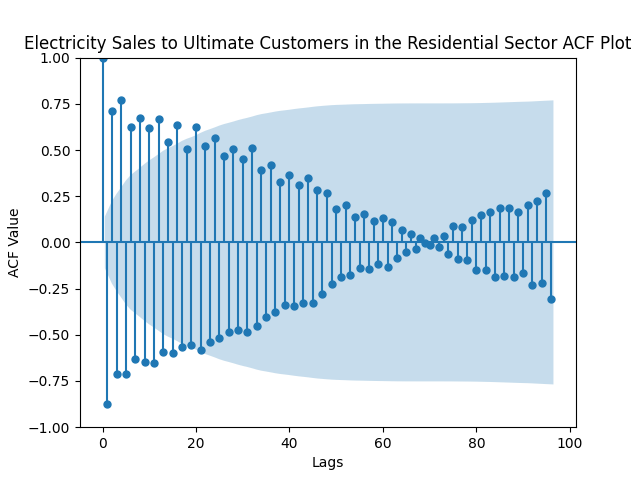 Electricity Sales to Ultimate Customers in the Residential Sector ACF Plot
1.00
0.75
0.50
0.25
0.00
−0.25
−0.50
−0.75
−1.00
ACF Value
0 20 40 60 80 100
Lags